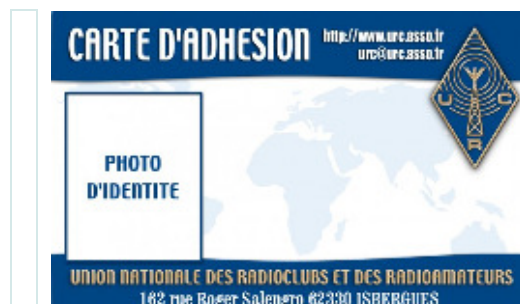 CARTE D'ADHESION
http://www.urc.asso.fr
urc@urc.asso.fr
U R C
PHOTO
D'IDENTITE
UNION NATIONALE DES RADIOCLUBS ET DES RADIOAMATEURS
162 rue Roger Salengro 62330 ISBERGUES